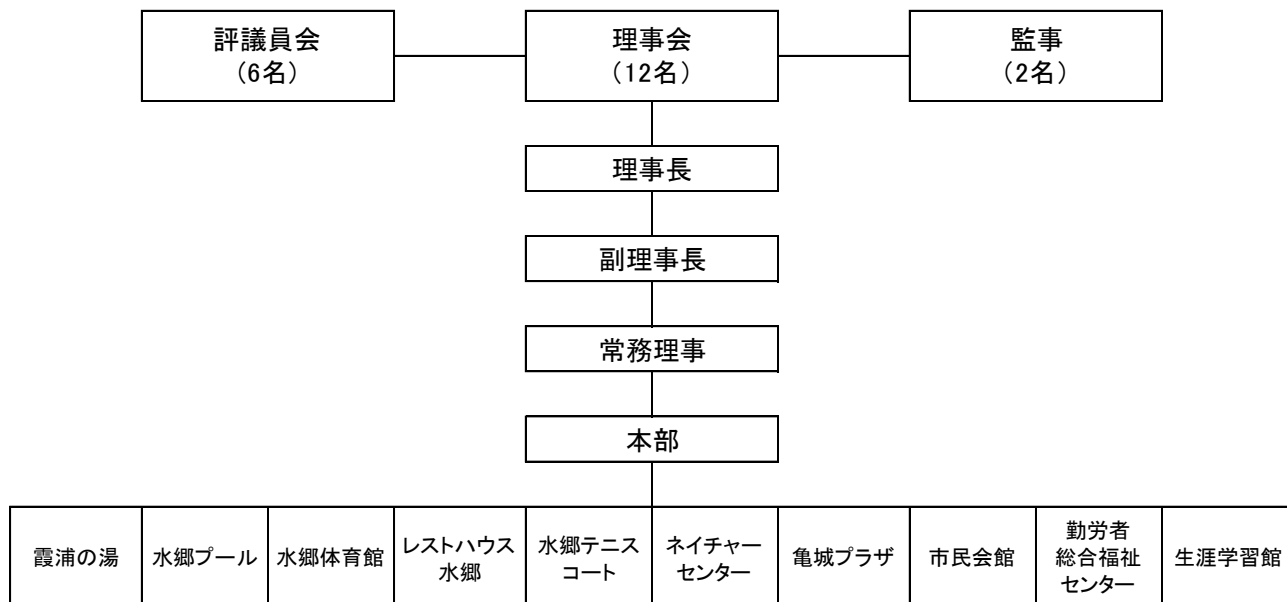 評議員会
（6名）
理事会
（12名）
監事
（2名）
理事長
副理事長
常務理事
本部
霞浦の湯
水郷プール
水郷体育館
レストハウス
水郷
水郷テニス
コート
ネイチャー
センター
亀城プラザ
市民会館
勤労者
総合福祉
センター
生涯学習館